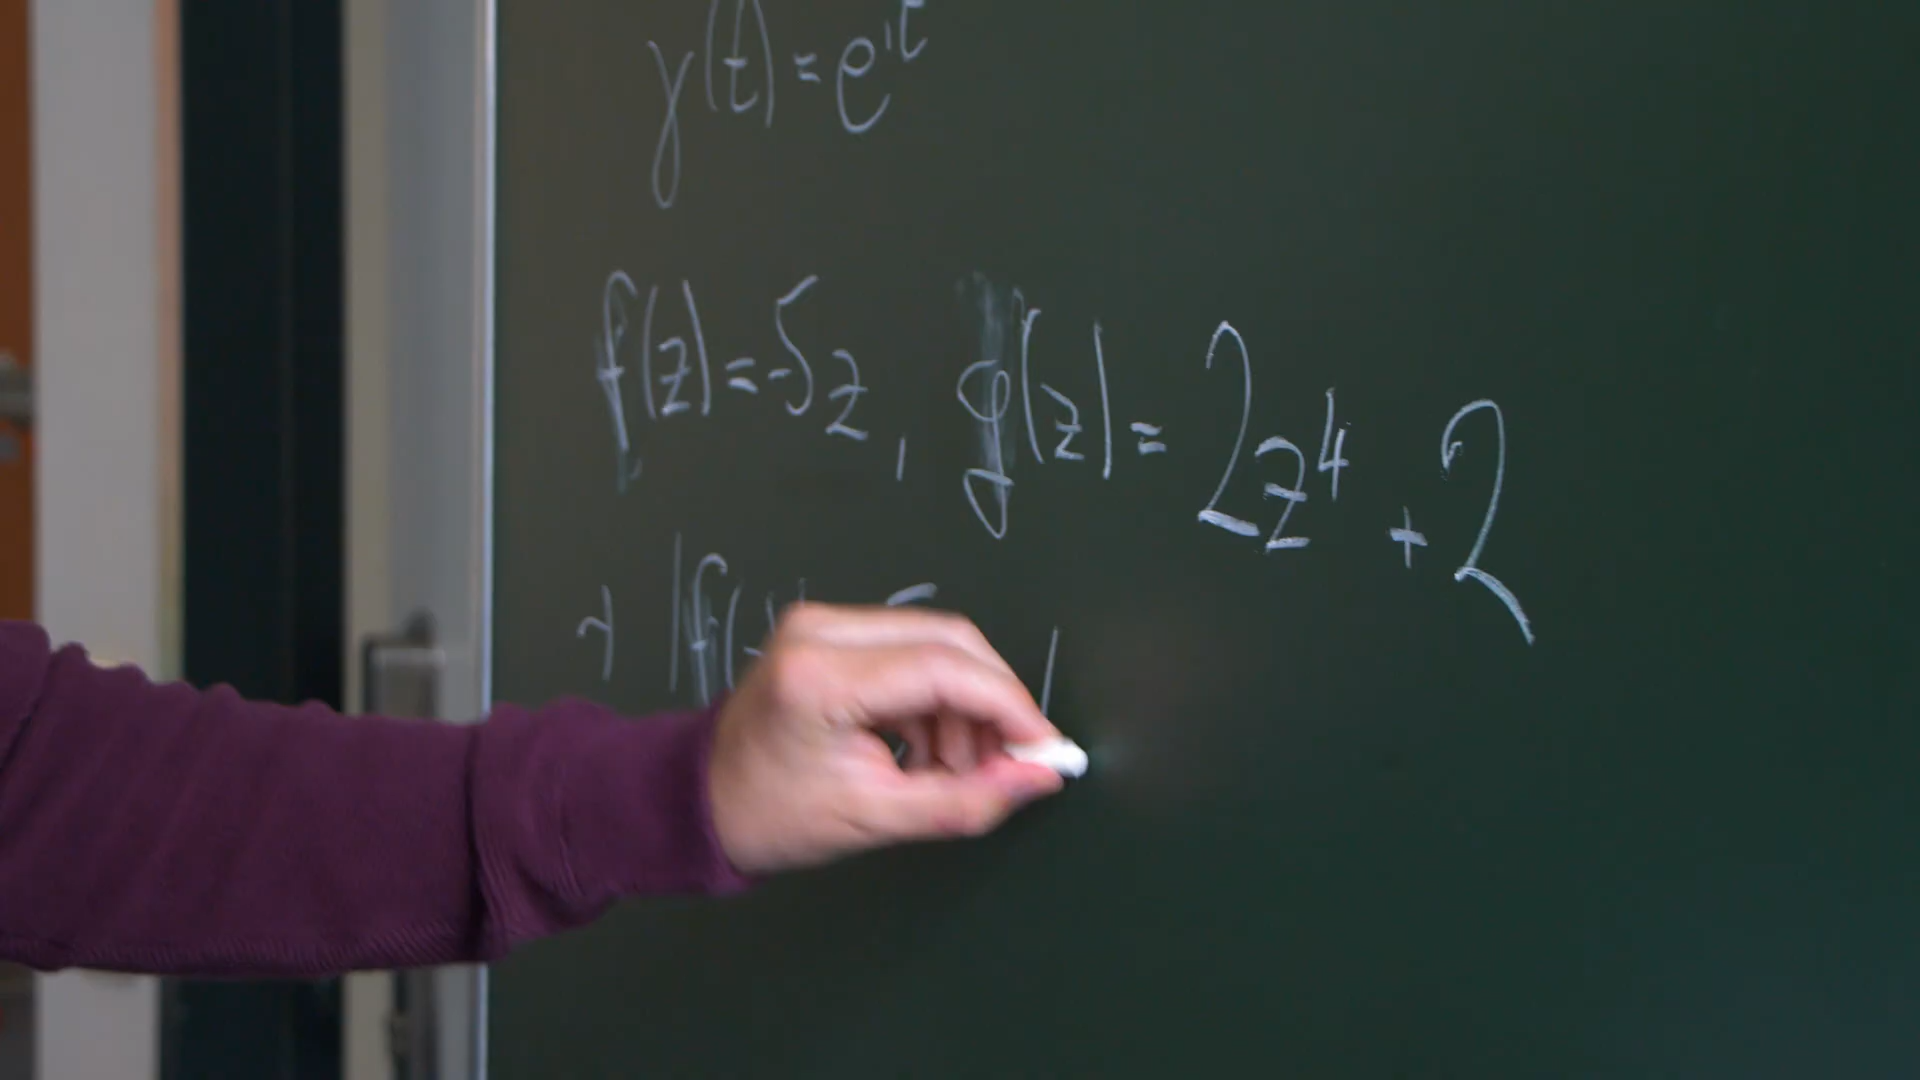 γ(t) = e^it
f(z) = -5z, g(z) = 2z^4 + 2
|f(